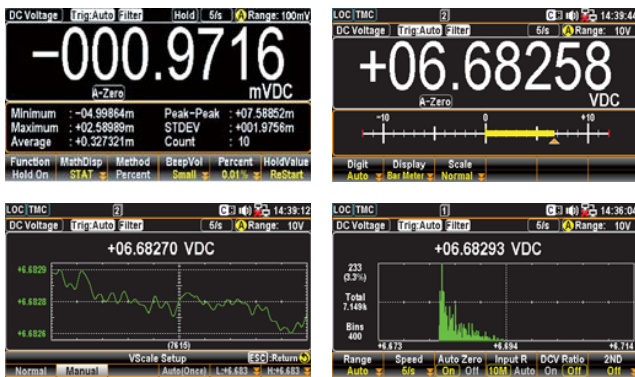 DC Voltage Trig:Auto Filter Hold 5/s A Range: 100mV
-000.9716
A-Zero mVDC
Minimum : -04.99864m Peak-Peak : +07.58852m
Maximum : +02.58989m STDEV : +001.9756m
Average : +0.327321m Count : 10
Function MathDisp Method BeepVol Percent HoldValue
Hold On STAT Percent Small 0.01% ReStart
LOC TMC 2 C 14:39:44
DC Voltage Trig:Auto Filter 5/s A Range: 10V
+06.68258
A-Zero VDC
-10 0 +10
Digit Display Scale
Auto Bar Meter Normal
LOC TMC 2 C 14:39:12
DC Voltage Trig:Auto Filter 5/s A Range: 10V
+06.68270 VDC
+6.6829
+6.6828
+6.6826
(7615)
VScale Setup ESC :Return
Normal Manual Auto(Once) L:+6.683 H:+6.683
LOC TMC 1 C 14:36:04
DC Voltage Trig:Auto Filter 6/s A Range: 10V
+06.68293 VDC
233
(3.3%)
Total
7.149k
Bins
400
+6.673 +6.694 +6.714
Range Speed Auto Zero Input R DCV Ratio 2ND
Auto 5/s On Off 10M Auto On Off Off